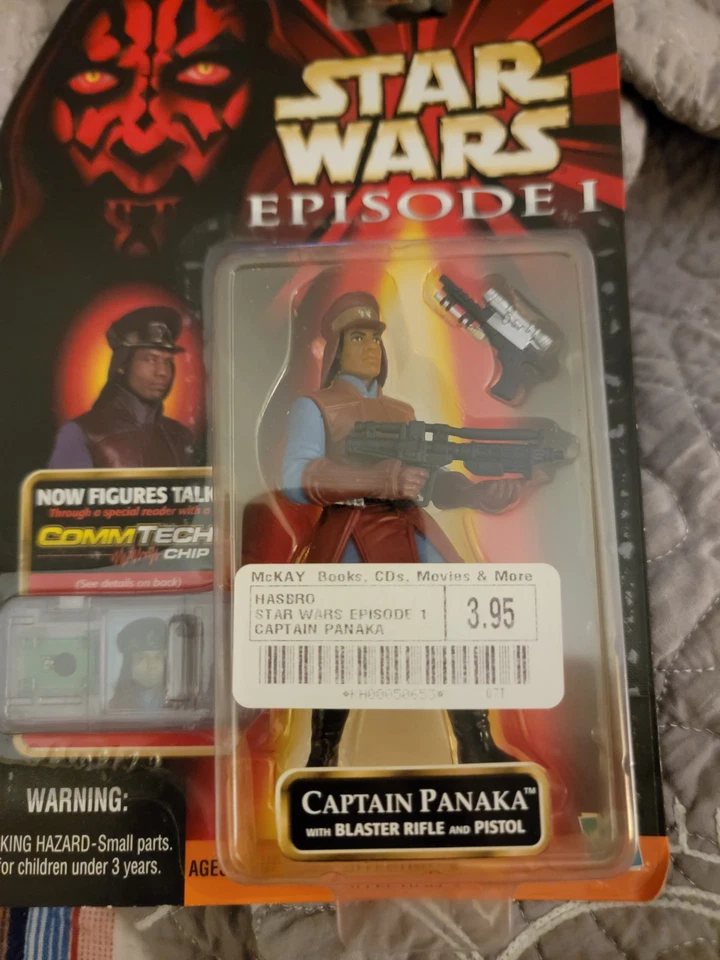 STAR
WARS
EPISODE I
NOW FIGURES TALK
Through a special reader with a
COMMTECH
CHIP
(See details on back)
McKAY Books, CDs, Movies & More
HASBRO
STAR WARS EPISODE 1
CAPTAIN PANAKA
3.95
071
CAPTAIN PANAKA™
WITH BLASTER RIFLE AND PISTOL
WARNING:
KING HAZARD-Small parts.
for children under 3 years.
AGES